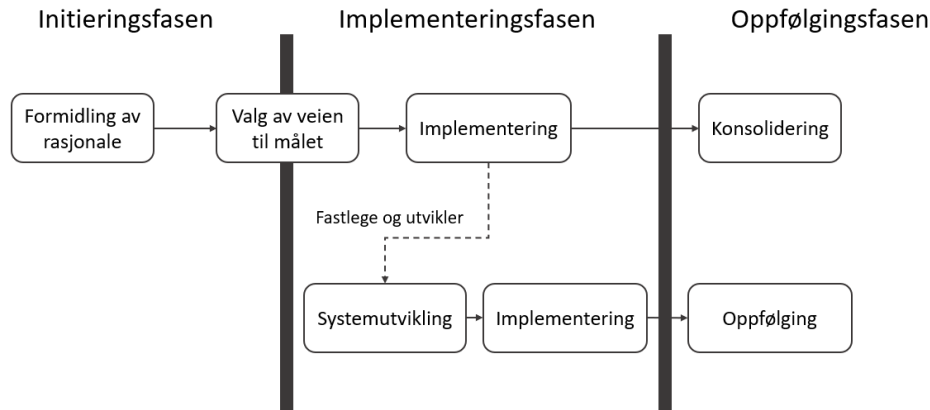 Initieringsfasen
Implementeringsfasen
Oppfølgingsfasen
Formidling av
rasjonale
Valg av veien
til målet
Implementering
Konsolidering
Fastlege og utvikler
Systemutvikling
Implementering
Oppfølging